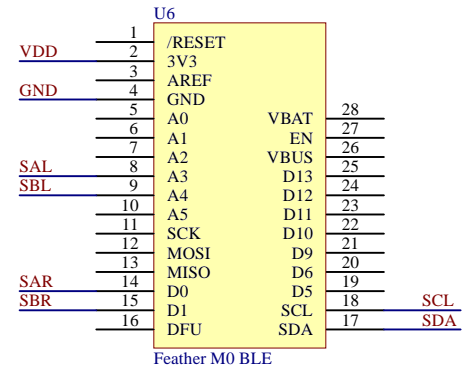 U6
1 /RESET
VDD 2 3V3
3 AREF
GND 4 GND
5 A0 VBAT 28
6 A1 EN 27
7 A2 VBUS 26
SAL 8 A3 D13 25
SBL 9 A4 D12 24
10 A5 D11 23
11 SCK D10 22
12 MOSI D9 21
13 MISO D6 20
SAR 14 D0 D5 19
SBR 15 D1 SCL 18 SCL
16 DFU SDA 17 SDA
Feather M0 BLE